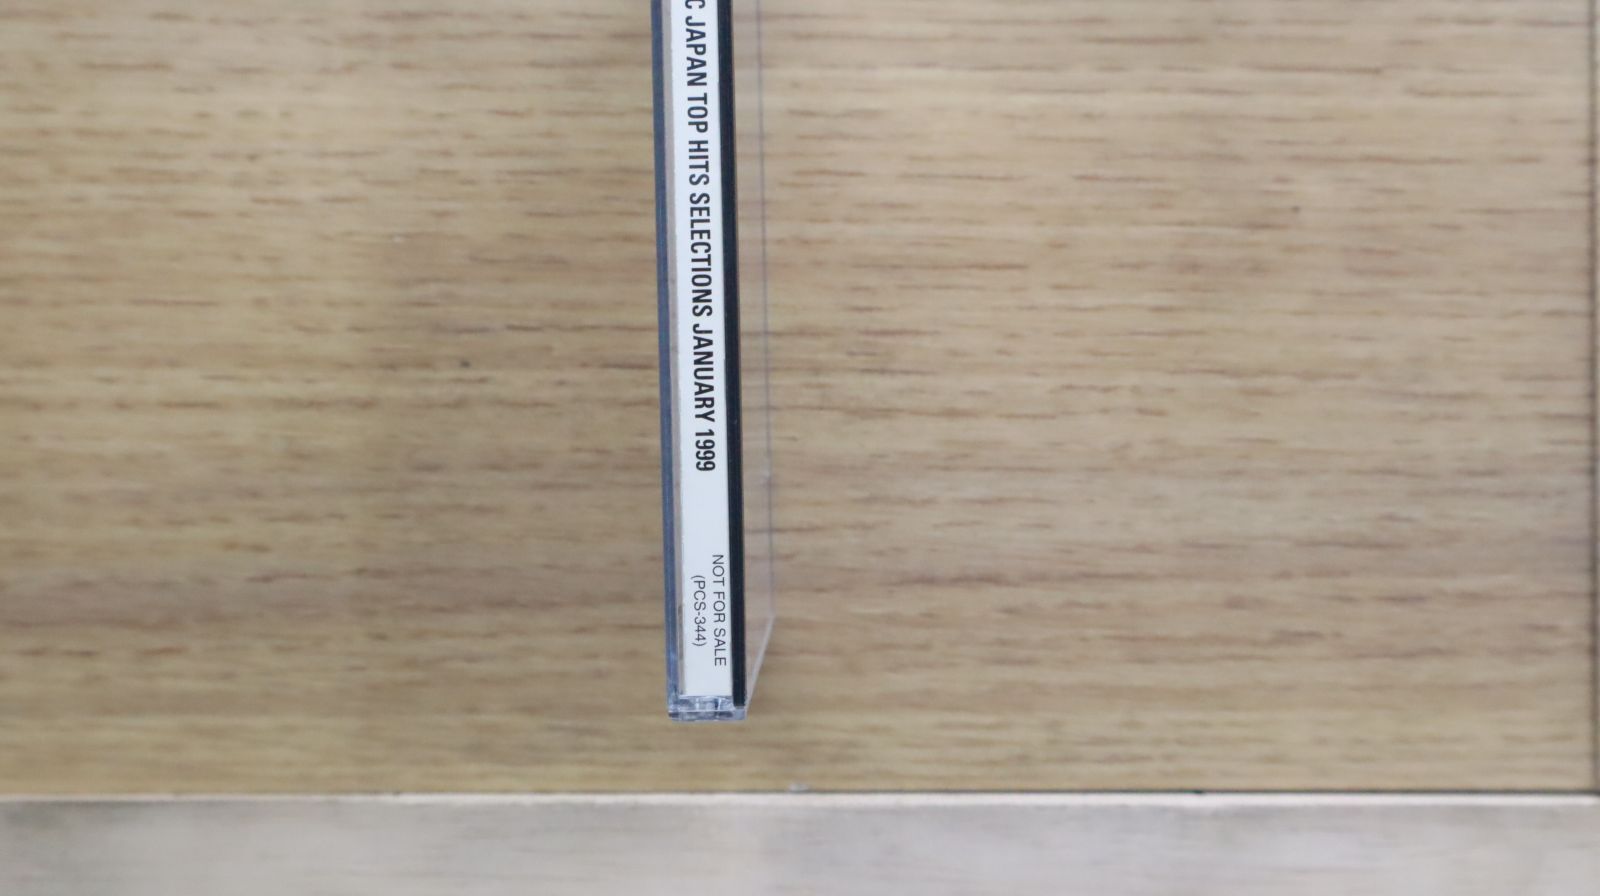 C JAPAN TOP HITS SELECTIONS JANUARY 1999
NOT FOR SALE
(PCS-344)